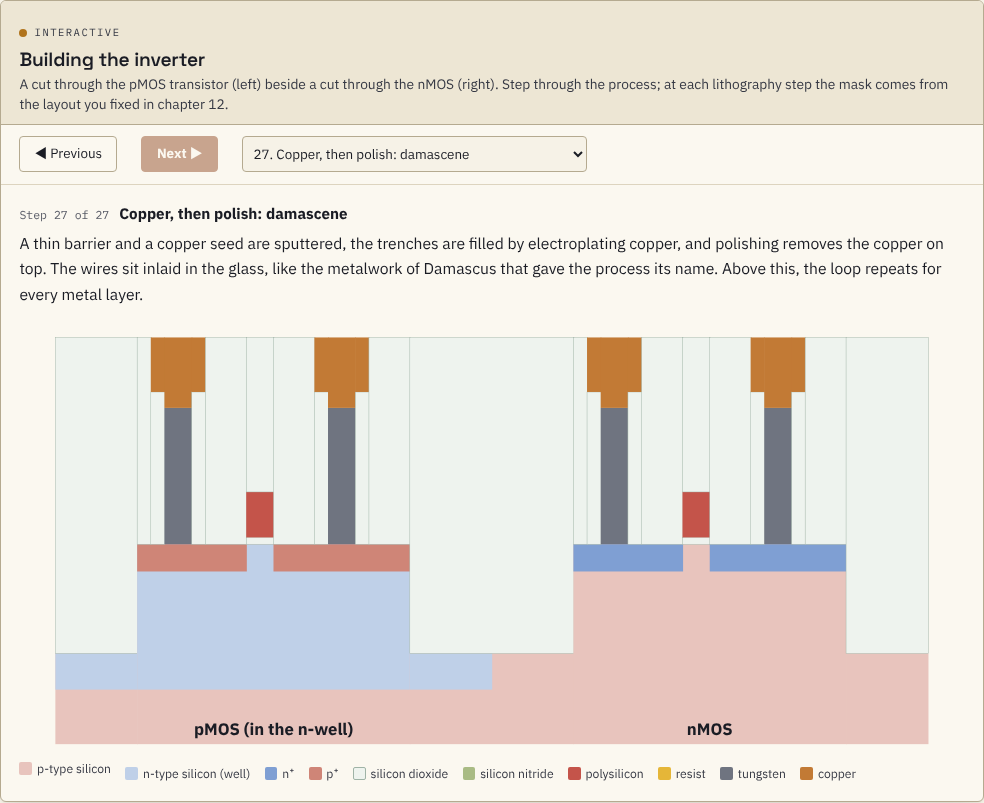 INTERACTIVE
Building the inverter
A cut through the pMOS transistor (left) beside a cut through the nMOS (right). Step through the process; at each lithography step the mask comes from
the layout you fixed in chapter 12.
◀ Previous Next ▶ 27. Copper, then polish: damascene
Step 27 of 27 Copper, then polish: damascene
A thin barrier and a copper seed are sputtered, the trenches are filled by electroplating copper, and polishing removes the copper on
top. The wires sit inlaid in the glass, like the metalwork of Damascus that gave the process its name. Above this, the loop repeats for
every metal layer.
pMOS (in the n-well) nMOS
p-type silicon n-type silicon (well) n⁺ p⁺ silicon dioxide silicon nitride polysilicon resist tungsten copper